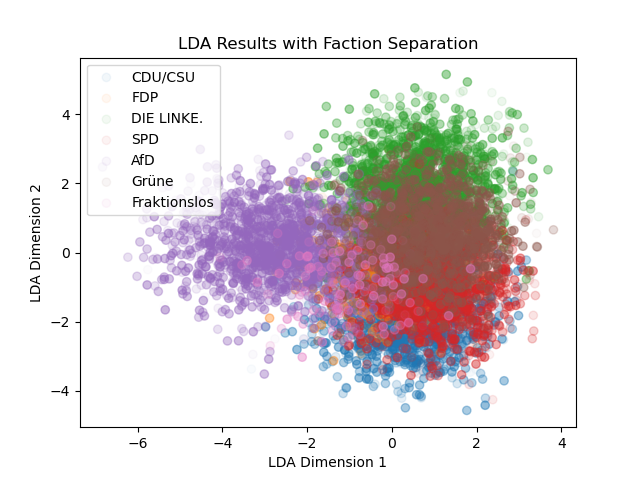 LDA Results with Faction Separation
CDU/CSU
FDP
DIE LINKE.
SPD
AfD
Grüne
Fraktionslos
LDA Dimension 2
4
2
0
−2
−4
−6
−4
−2
0
2
4
LDA Dimension 1